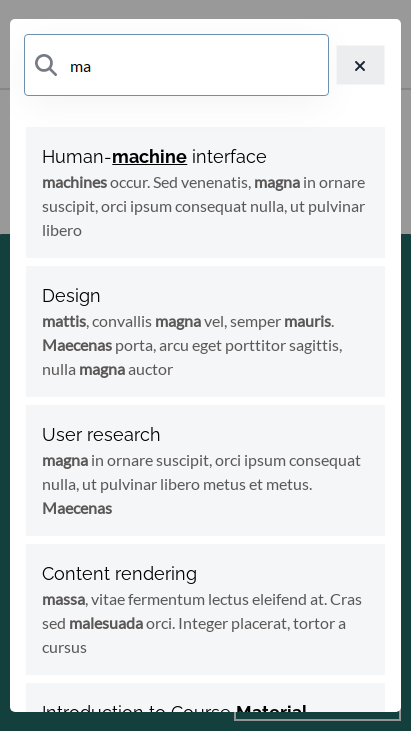 ma
Human-machine interface
machines occur. Sed venenatis, magna in ornare
suscipit, orci ipsum consequat nulla, ut pulvinar
libero
Design
mattis, convallis magna vel, semper mauris.
Maecenas porta, arcu eget porttitor sagittis,
nulla magna auctor
User research
magna in ornare suscipit, orci ipsum consequat
nulla, ut pulvinar libero metus et metus.
Maecenas
Content rendering
massa, vitae fermentum lectus eleifend at. Cras
sed malesuada orci. Integer placerat, tortor a
cursus
Introduction to Course Material